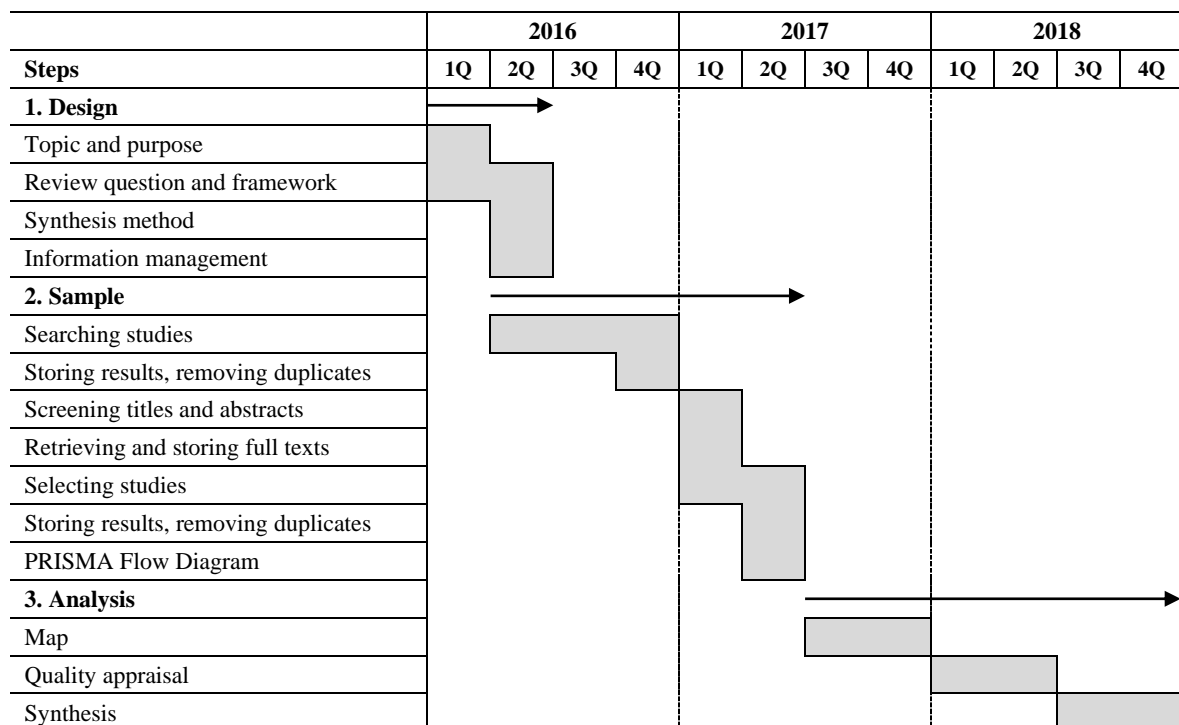 2016 2017 2018
Steps 1Q 2Q 3Q 4Q 1Q 2Q 3Q 4Q 1Q 2Q 3Q 4Q
1. Design
Topic and purpose
Review question and framework
Synthesis method
Information management
2. Sample
Searching studies
Storing results, removing duplicates
Screening titles and abstracts
Retrieving and storing full texts
Selecting studies
Storing results, removing duplicates
PRISMA Flow Diagram
3. Analysis
Map
Quality appraisal
Synthesis